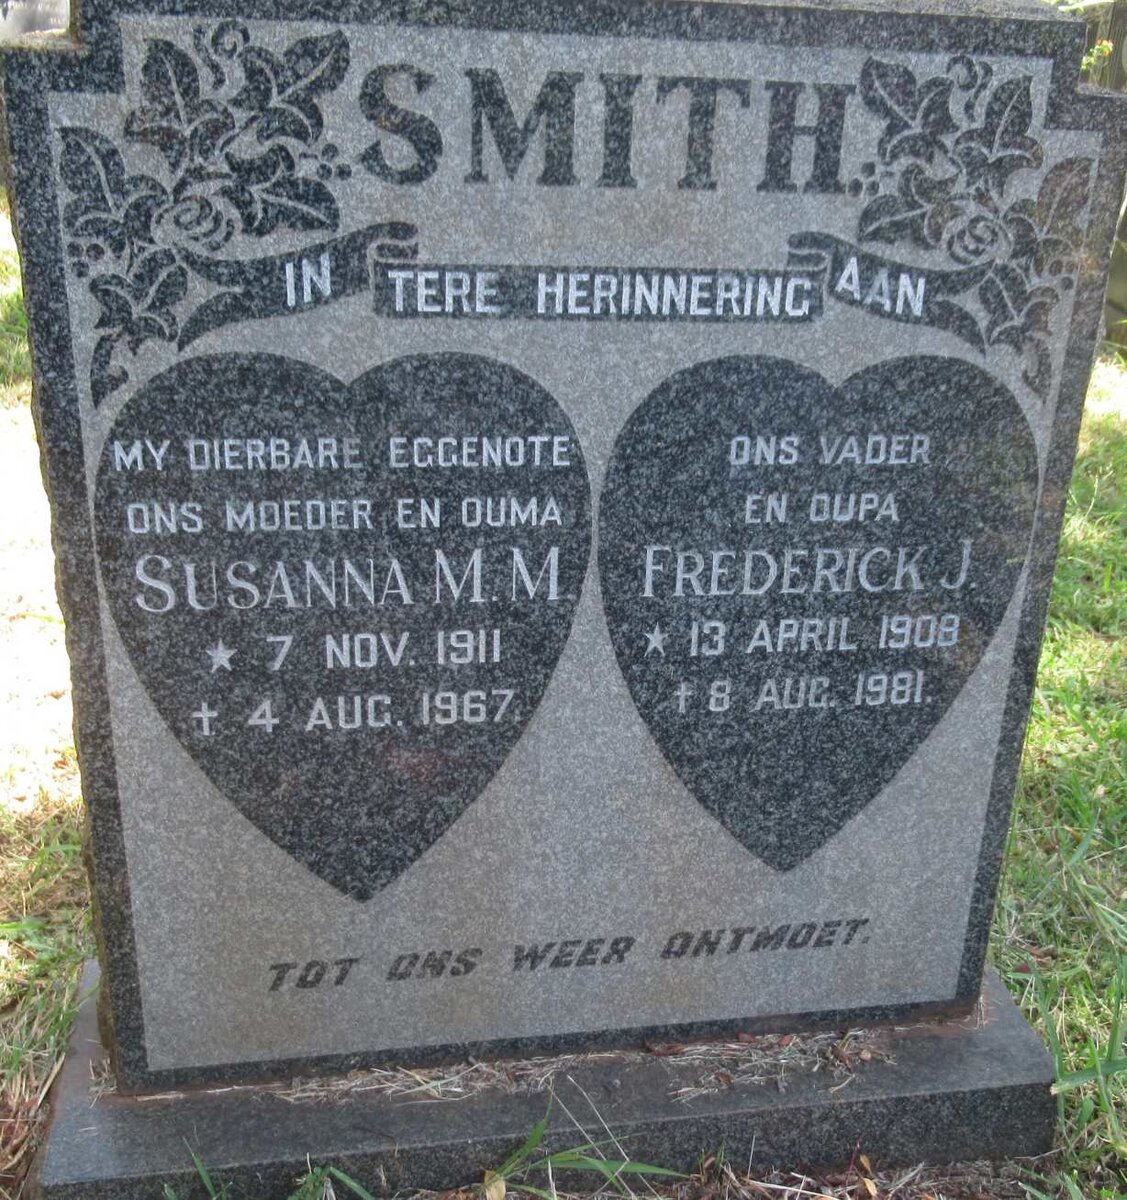 SMITH
IN TERE HERINNERING AAN
MY DIERBARE EGGENOTE
ONS MOEDER EN OUMA
SUSANNA M. M.
★ 7 NOV. 1911
✝ 4 AUG. 1967.
ONS VADER
EN OUPA
FREDERICK J.
★ 13 APRIL 1908
✝ 8 AUG. 1981.
TOT ONS WEER ONTMOET.